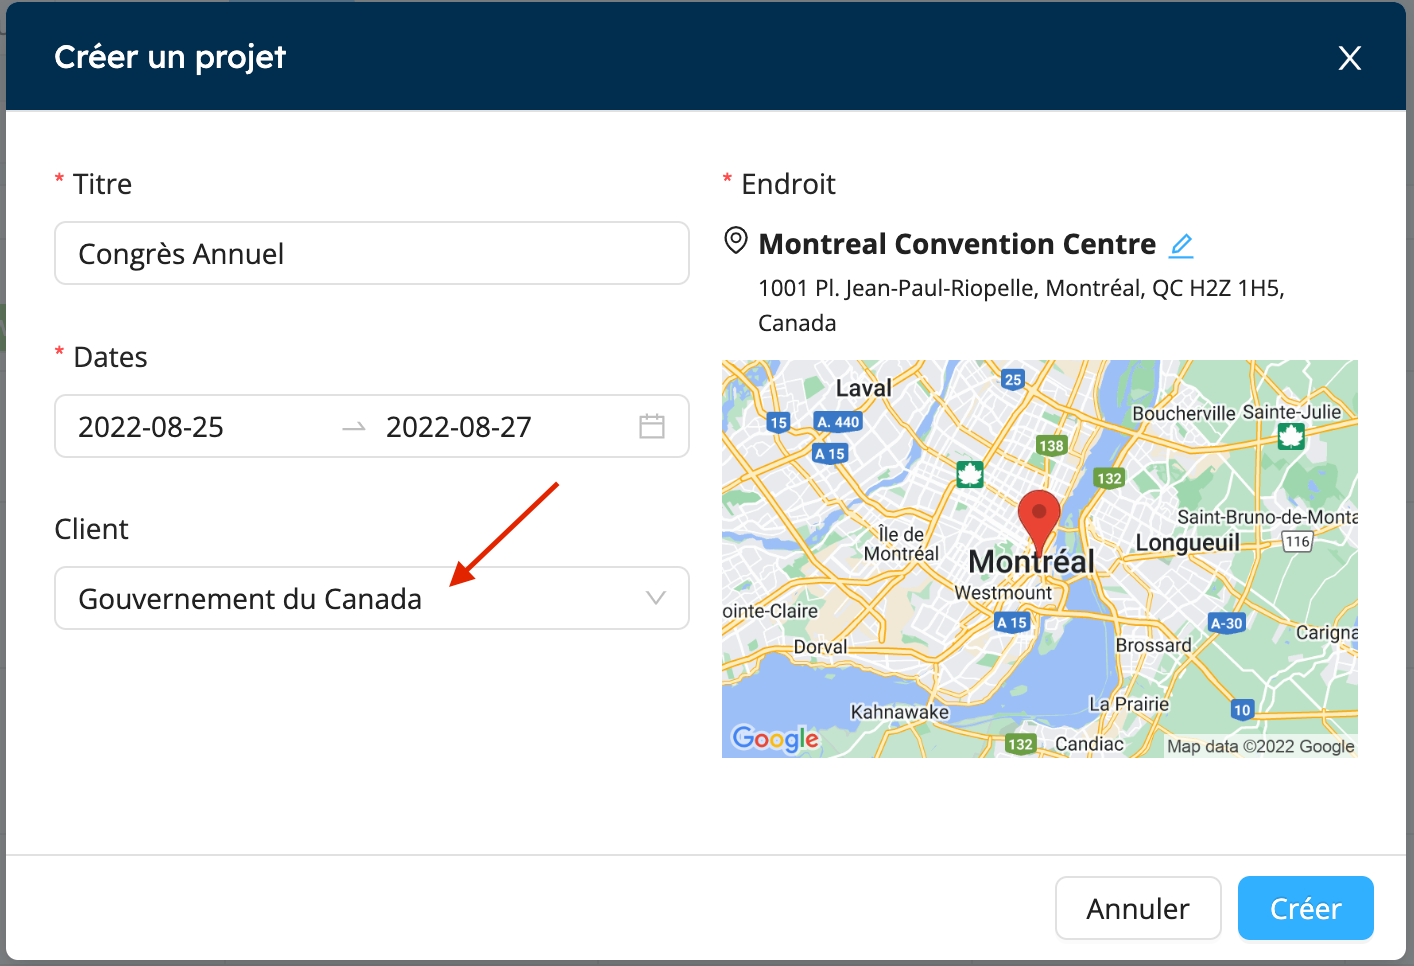 Créer un projet
X
* Titre
Congrès Annuel
* Dates
2022-08-25 → 2022-08-27
Client
Gouvernement du Canada
* Endroit
Montreal Convention Centre
1001 Pl. Jean-Paul-Riopelle, Montréal, QC H2Z 1H5,
Canada
25
Laval
15
A. 440
Boucherville
Sainte-Julie
A 15
138
132
Saint-Bruno-de-Monta
Île de
Montréal
Longueuil
116
Montréal
Westmount
ointe-Claire
A 15
A-30
Carigna
Dorval
Brossard
Kahnawake
La Prairie
10
Google
132
Candiac
Map data ©2022 Google
Annuler
Créer